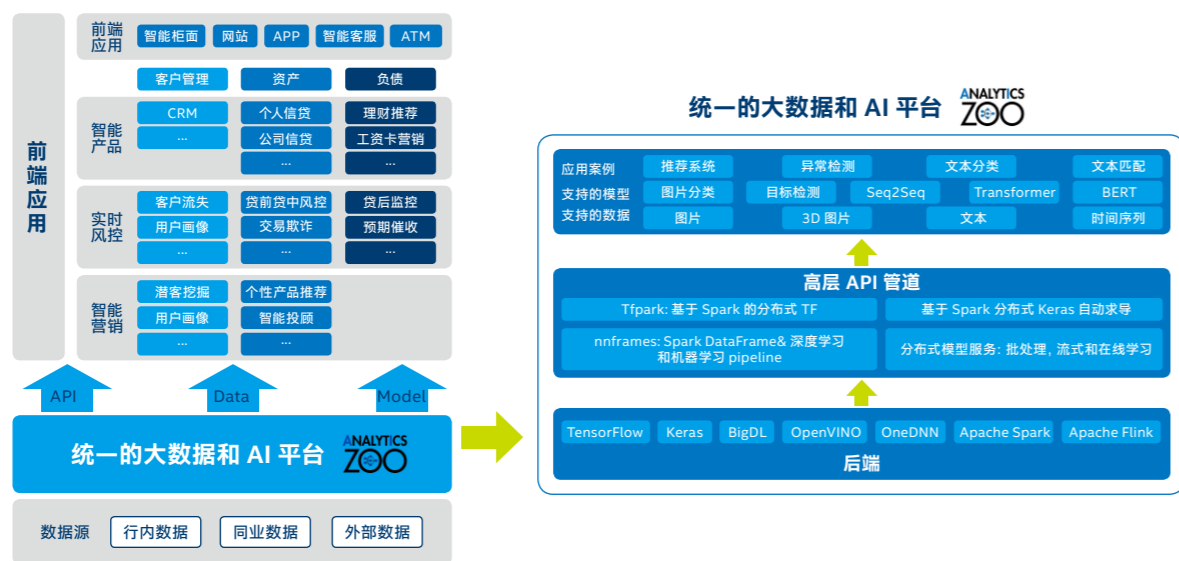 前端应用
前端
应用
智能柜面
网站
APP
智能客服
ATM
客户管理
资产
负债
智能
产品
CRM
个人信贷
理财推荐
...
公司信贷
工资卡营销
...
...
实时
风控
客户流失
贷前贷中风控
贷后监控
用户画像
交易欺诈
预期催收
...
...
...
智能
营销
潜客挖掘
个性产品推荐
用户画像
智能投顾
...
...
API
Data
Model
统一的大数据和 AI 平台
ANALYTICS
ZOO
数据源
行内数据
同业数据
外部数据
统一的大数据和 AI 平台
ANALYTICS
ZOO
应用案例
推荐系统
异常检测
文本分类
文本匹配
支持的模型
图片分类
目标检测
Seq2Seq
Transformer
BERT
支持的数据
图片
3D 图片
文本
时间序列
高层 API 管道
Tfpark: 基于 Spark 的分布式 TF
基于 Spark 分布式 Keras 自动求导
nnframes: Spark DataFrame& 深度学习
和机器学习 pipeline
分布式模型服务: 批处理, 流式和在线学习
TensorFlow
Keras
BigDL
OpenVINO
OneDNN
Apache Spark
Apache Flink
后端